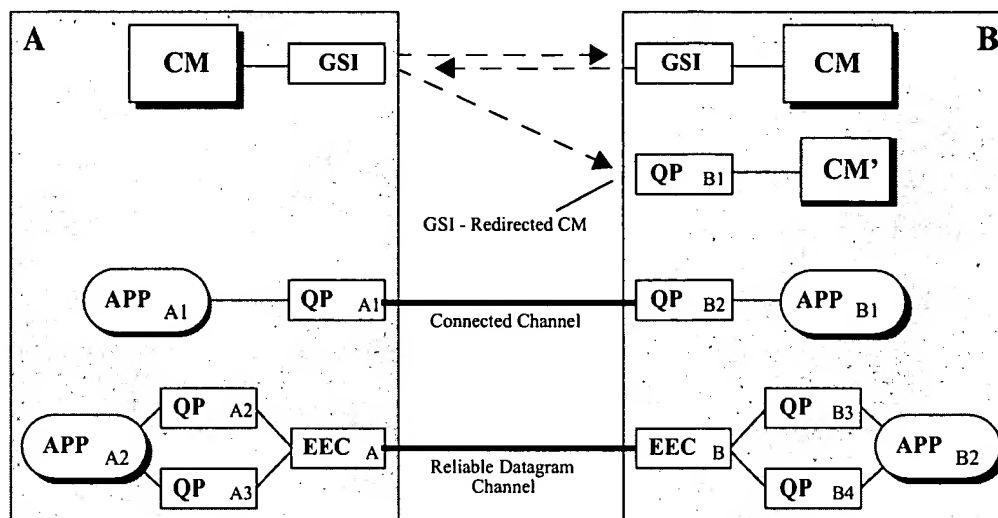 A B
CM GSI GSI CM
QP B1 CM'
GSI - Redirected CM
APP A1 QP A1 QP B2 APP B1
Connected Channel
QP A2 QP B3
APP A2 EEC A EEC B APP B2
Reliable Datagram
Channel
QP A3 QP B4